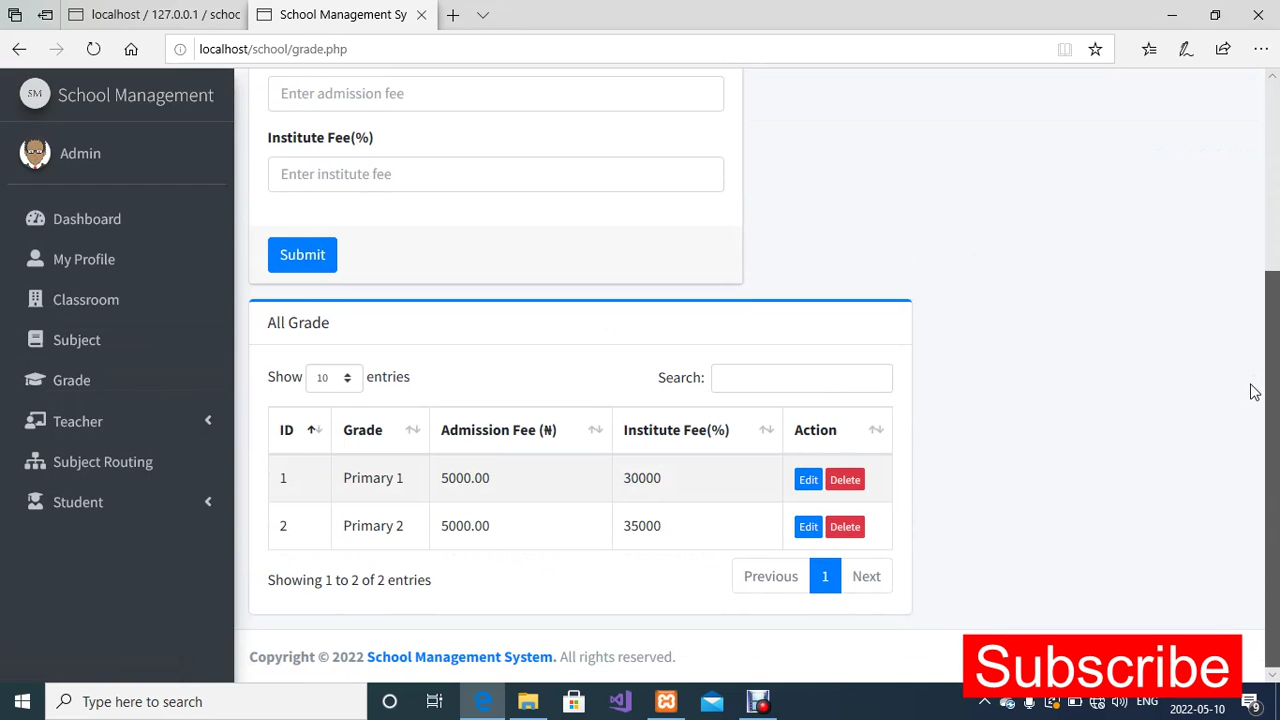 localhost / 127.0.0.1 / schoc
School Management Sy
localhost/school/grade.php
SM School Management
Admin
Dashboard
My Profile
Classroom
Subject
Grade
Teacher
Subject Routing
Student
Enter admission fee
Institute Fee(%)
Enter institute fee
Submit
All Grade
Show 10 entries
Search:
ID Grade Admission Fee (₦) Institute Fee(%) Action
1 Primary 1 5000.00 30000 Edit Delete
2 Primary 2 5000.00 35000 Edit Delete
Showing 1 to 2 of 2 entries
Previous 1 Next
Copyright © 2022 School Management System. All rights reserved.
Subscribe
Type here to search
ENG
2022-05-10
9